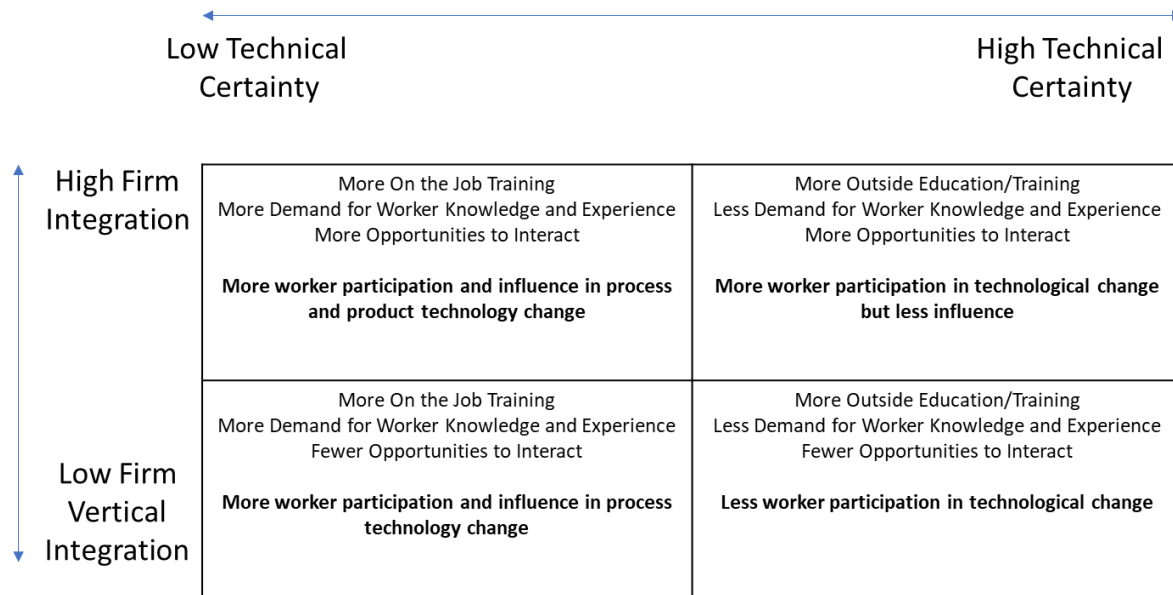 Low Technical
Certainty
High Technical
Certainty
High Firm
Integration
More On the Job Training
More Demand for Worker Knowledge and Experience
More Opportunities to Interact
More worker participation and influence in process
and product technology change
More Outside Education/Training
Less Demand for Worker Knowledge and Experience
More Opportunities to Interact
More worker participation in technological change
but less influence
Low Firm
Vertical
Integration
More On the Job Training
More Demand for Worker Knowledge and Experience
Fewer Opportunities to Interact
More worker participation and influence in process
technology change
More Outside Education/Training
Less Demand for Worker Knowledge and Experience
Fewer Opportunities to Interact
Less worker participation in technological change